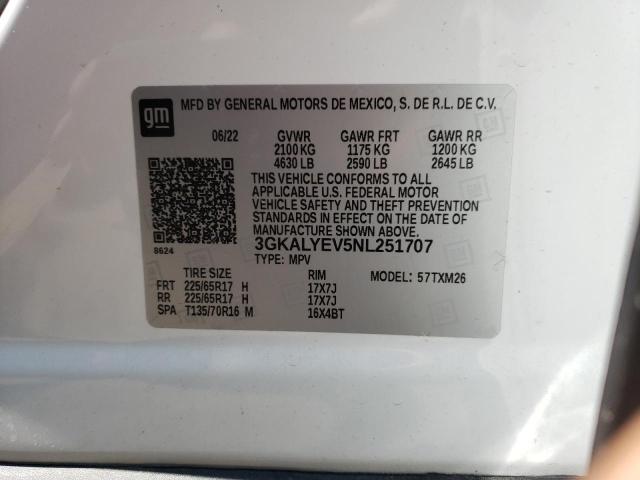 gm
MFD BY GENERAL MOTORS DE MEXICO, S. DE R.L. DE C.V.
06/22 GVWR GAWR FRT GAWR RR
2100 KG 1175 KG 1200 KG
4630 LB 2590 LB 2645 LB
THIS VEHICLE CONFORMS TO ALL
APPLICABLE U.S. FEDERAL MOTOR
VEHICLE SAFETY AND THEFT PREVENTION
STANDARDS IN EFFECT ON THE DATE OF
MANUFACTURE SHOWN ABOVE.
8624 3GKALYEV5NL251707
TYPE: MPV
TIRE SIZE RIM MODEL: 57TXM26
FRT 225/65R17 H 17X7J
RR 225/65R17 H 17X7J
SPA T135/70R16 M 16X4BT